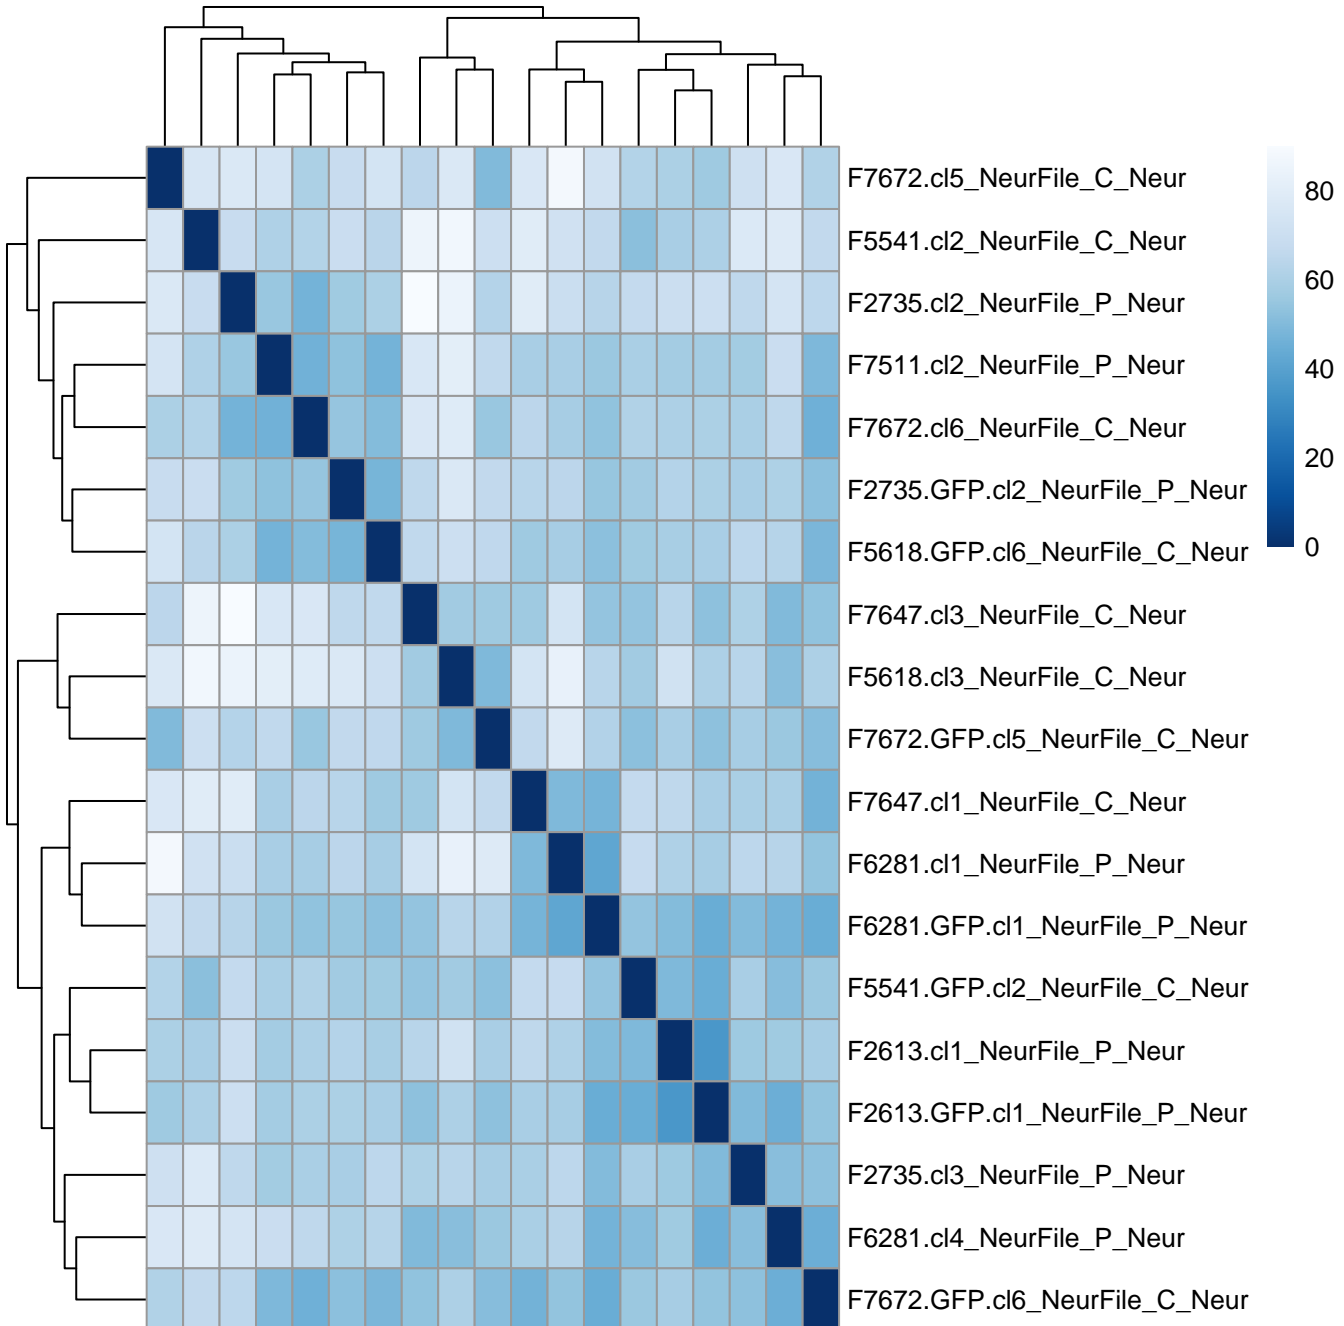 F7672.cl5_NeurFile_C_Neur
F5541.cl2_NeurFile_C_Neur
F2735.cl2_NeurFile_P_Neur
F7511.cl2_NeurFile_P_Neur
F7672.cl6_NeurFile_C_Neur
F2735.GFP.cl2_NeurFile_P_Neur
F5618.GFP.cl6_NeurFile_C_Neur
F7647.cl3_NeurFile_C_Neur
F5618.cl3_NeurFile_C_Neur
F7672.GFP.cl5_NeurFile_C_Neur
F7647.cl1_NeurFile_C_Neur
F6281.cl1_NeurFile_P_Neur
F6281.GFP.cl1_NeurFile_P_Neur
F5541.GFP.cl2_NeurFile_C_Neur
F2613.cl1_NeurFile_P_Neur
F2613.GFP.cl1_NeurFile_P_Neur
F2735.cl3_NeurFile_P_Neur
F6281.cl4_NeurFile_P_Neur
F7672.GFP.cl6_NeurFile_C_Neur
80
60
40
20
0